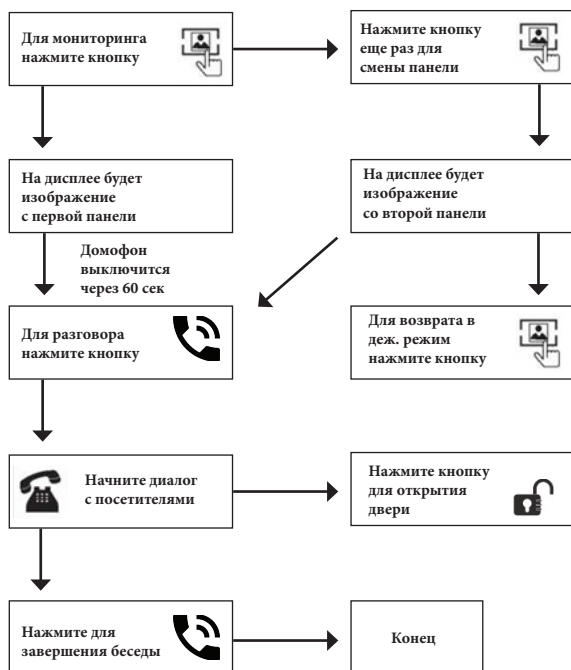 Для мониторинга
нажмите кнопку
Нажмите кнопку
еще раз для
смены панели
На дисплее будет
изображение
с первой панели
На дисплее будет
изображение
со второй панели
Домофон
выключится
через 60 сек
Для разговора
нажмите кнопку
Для возврата в
деж. режим
нажмите кнопку
Начните диалог
с посетителями
Нажмите кнопку
для открытия
двери
Нажмите для
завершения беседы
Конец